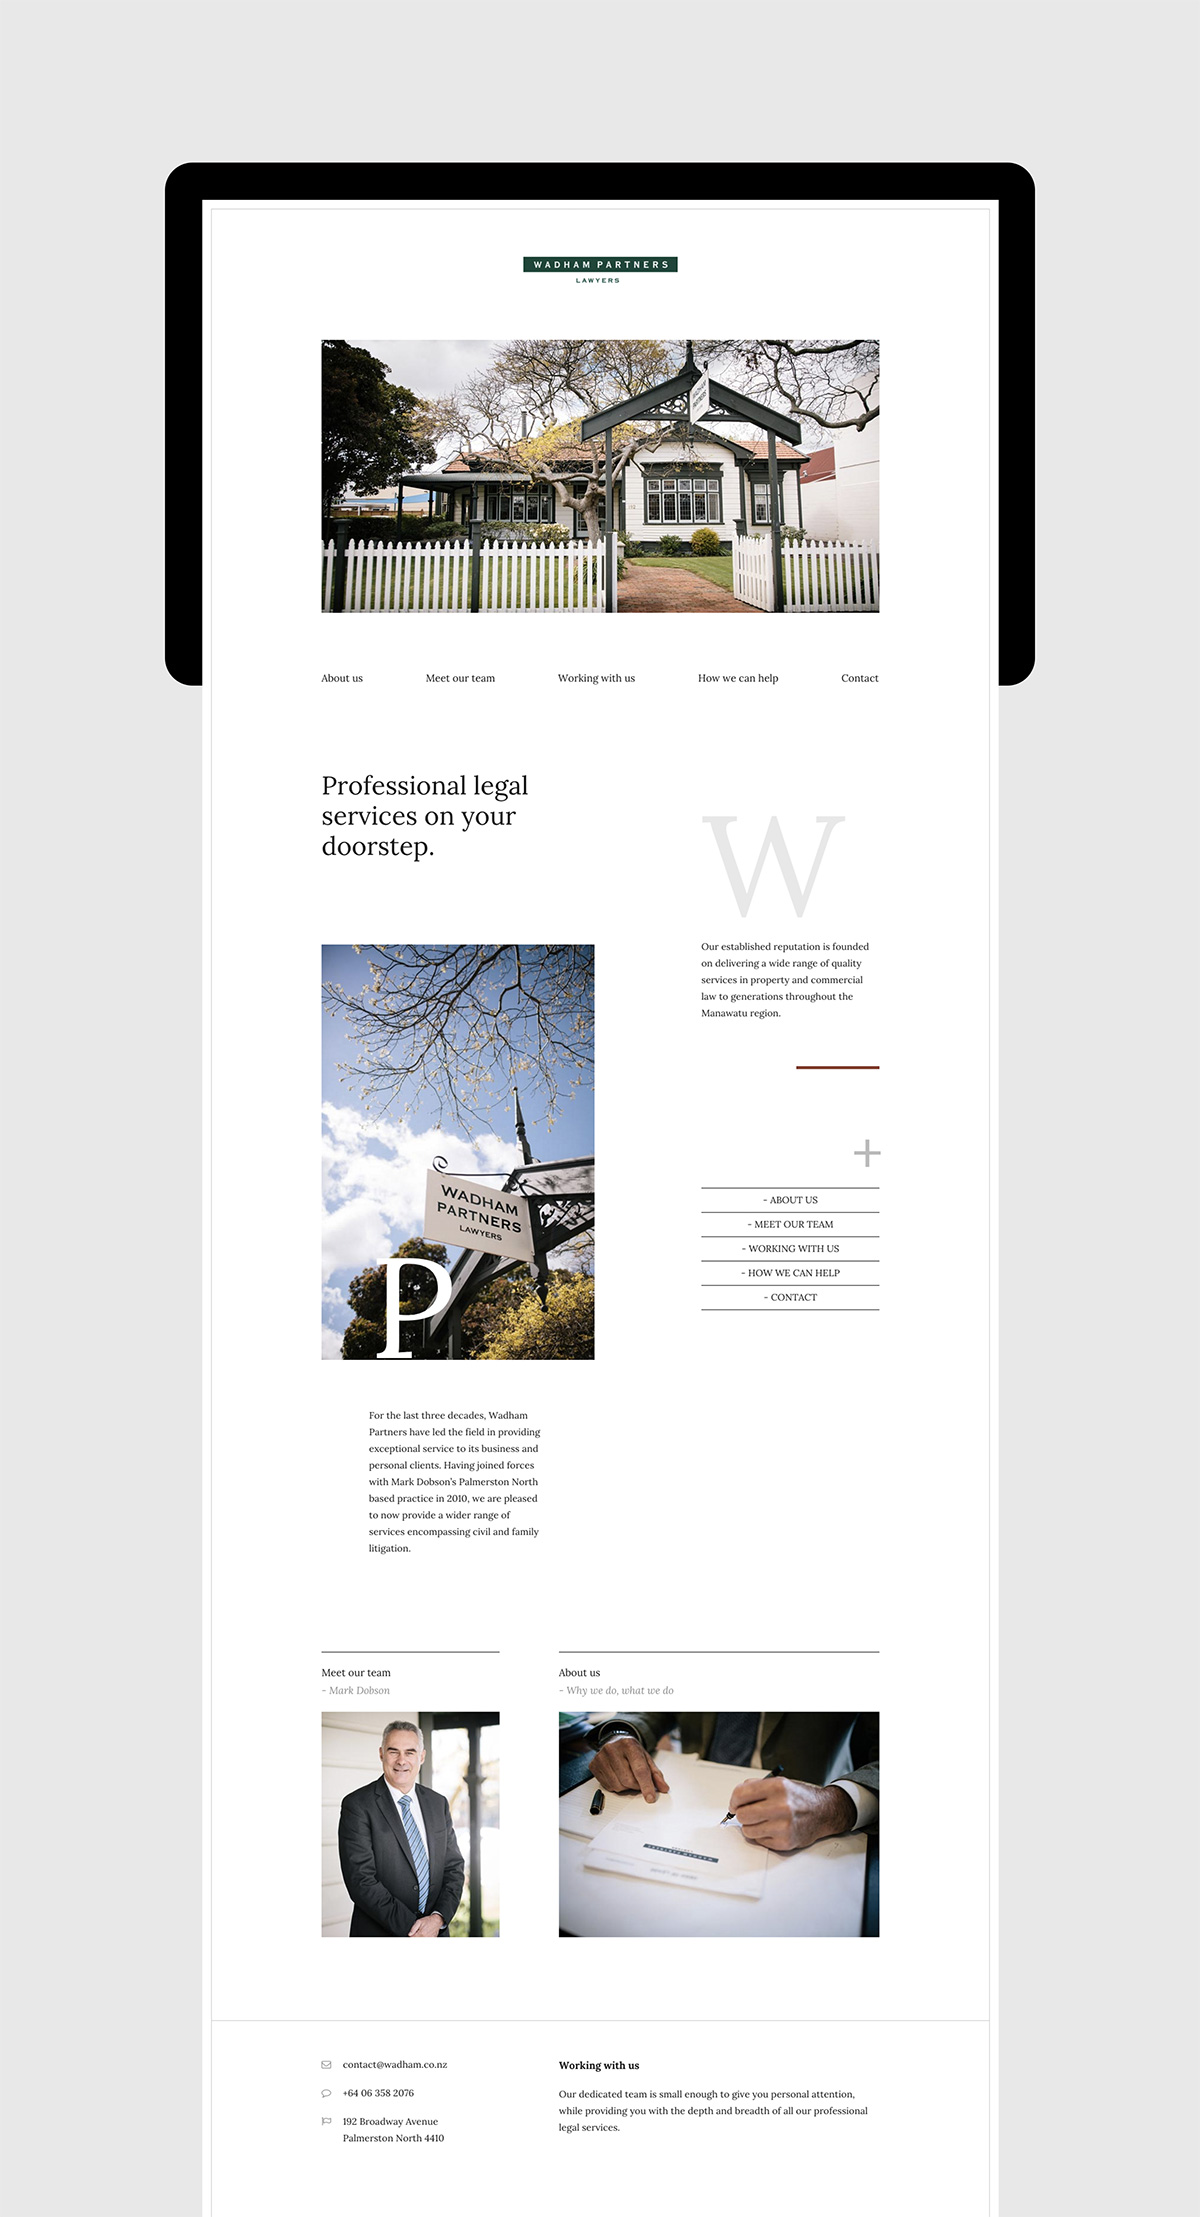 WADHAM PARTNERS
LAWYERS
About us
Meet our team
Working with us
How we can help
Contact
Professional legal
services on your
doorstep.
W
Our established reputation is founded
on delivering a wide range of quality
services in property and commercial
law to generations throughout the
Manawatu region.
WADHAM
PARTNERS
LAWYERS
P
- ABOUT US
- MEET OUR TEAM
- WORKING WITH US
- HOW WE CAN HELP
- CONTACT
For the last three decades, Wadham
Partners have led the field in providing
exceptional service to its business and
personal clients. Having joined forces
with Mark Dobson's Palmerston North
based practice in 2010, we are pleased
to now provide a wider range of
services encompassing civil and family
litigation.
Meet our team
- Mark Dobson
About us
- Why we do, what we do
contact@wadham.co.nz
+64 06 358 2076
192 Broadway Avenue
Palmerston North 4410
Working with us
Our dedicated team is small enough to give you personal attention,
while providing you with the depth and breadth of all our professional
legal services.